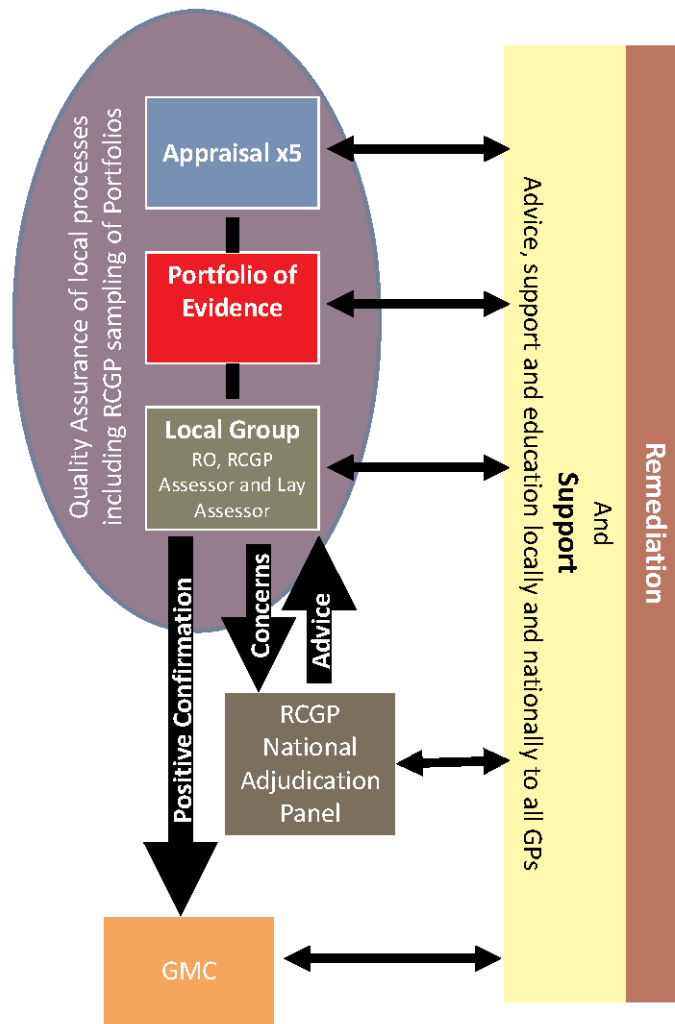 Quality Assurance of local processes
including RCGP sampling of Portfolios
Appraisal x5
Portfolio of
Evidence
Local Group
RO, RCGP
Assessor and Lay
Assessor
Positive Confirmation
Concerns
Advice
RCGP
National
Adjudication
Panel
GMC
Remediation
And
Support
Advice, support and education locally and nationally to all GPs